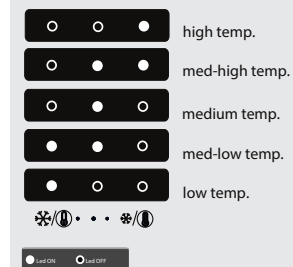 high temp.
med-high temp.
medium temp.
med-low temp.
low temp.
Led ON Led OFF